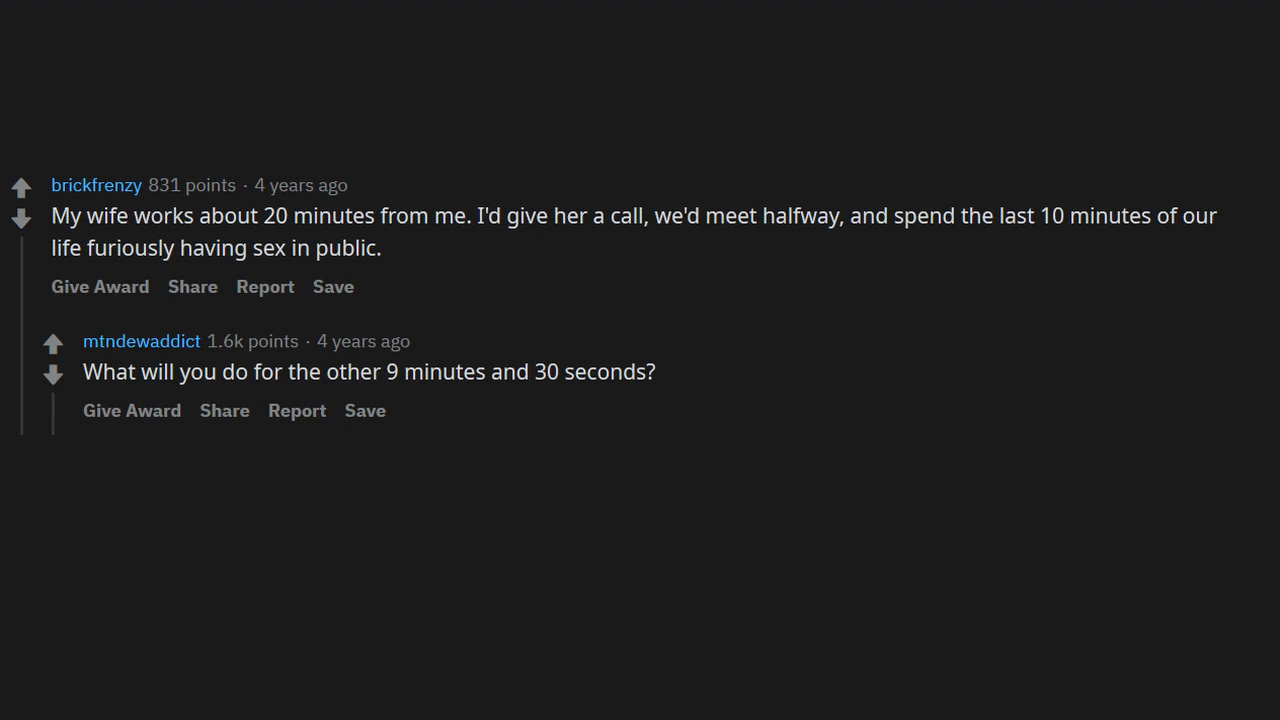 brickfrenzy 831 points · 4 years ago
My wife works about 20 minutes from me. I'd give her a call, we'd meet halfway, and spend the last 10 minutes of our
life furiously having sex in public.
Give Award Share Report Save
mtndewaddict 1.6k points · 4 years ago
What will you do for the other 9 minutes and 30 seconds?
Give Award Share Report Save